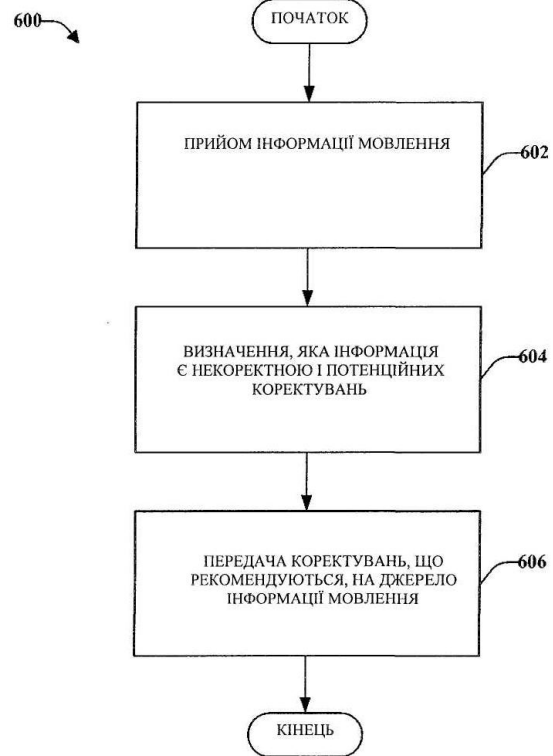 600
ПОЧАТОК
ПРИЙОМ ІНФОРМАЦІЇ МОВЛЕННЯ
602
ВИЗНАЧЕННЯ, ЯКА ІНФОРМАЦІЯ
Є НЕКОРЕКТНОЮ І ПОТЕНЦІЙНИХ
КОРЕКТУВАНЬ
604
ПЕРЕДАЧА КОРЕКТУВАНЬ, ЩО
РЕКОМЕНДУЮТЬСЯ, НА ДЖЕРЕЛО
ІНФОРМАЦІЇ МОВЛЕННЯ
606
КІНЕЦЬ